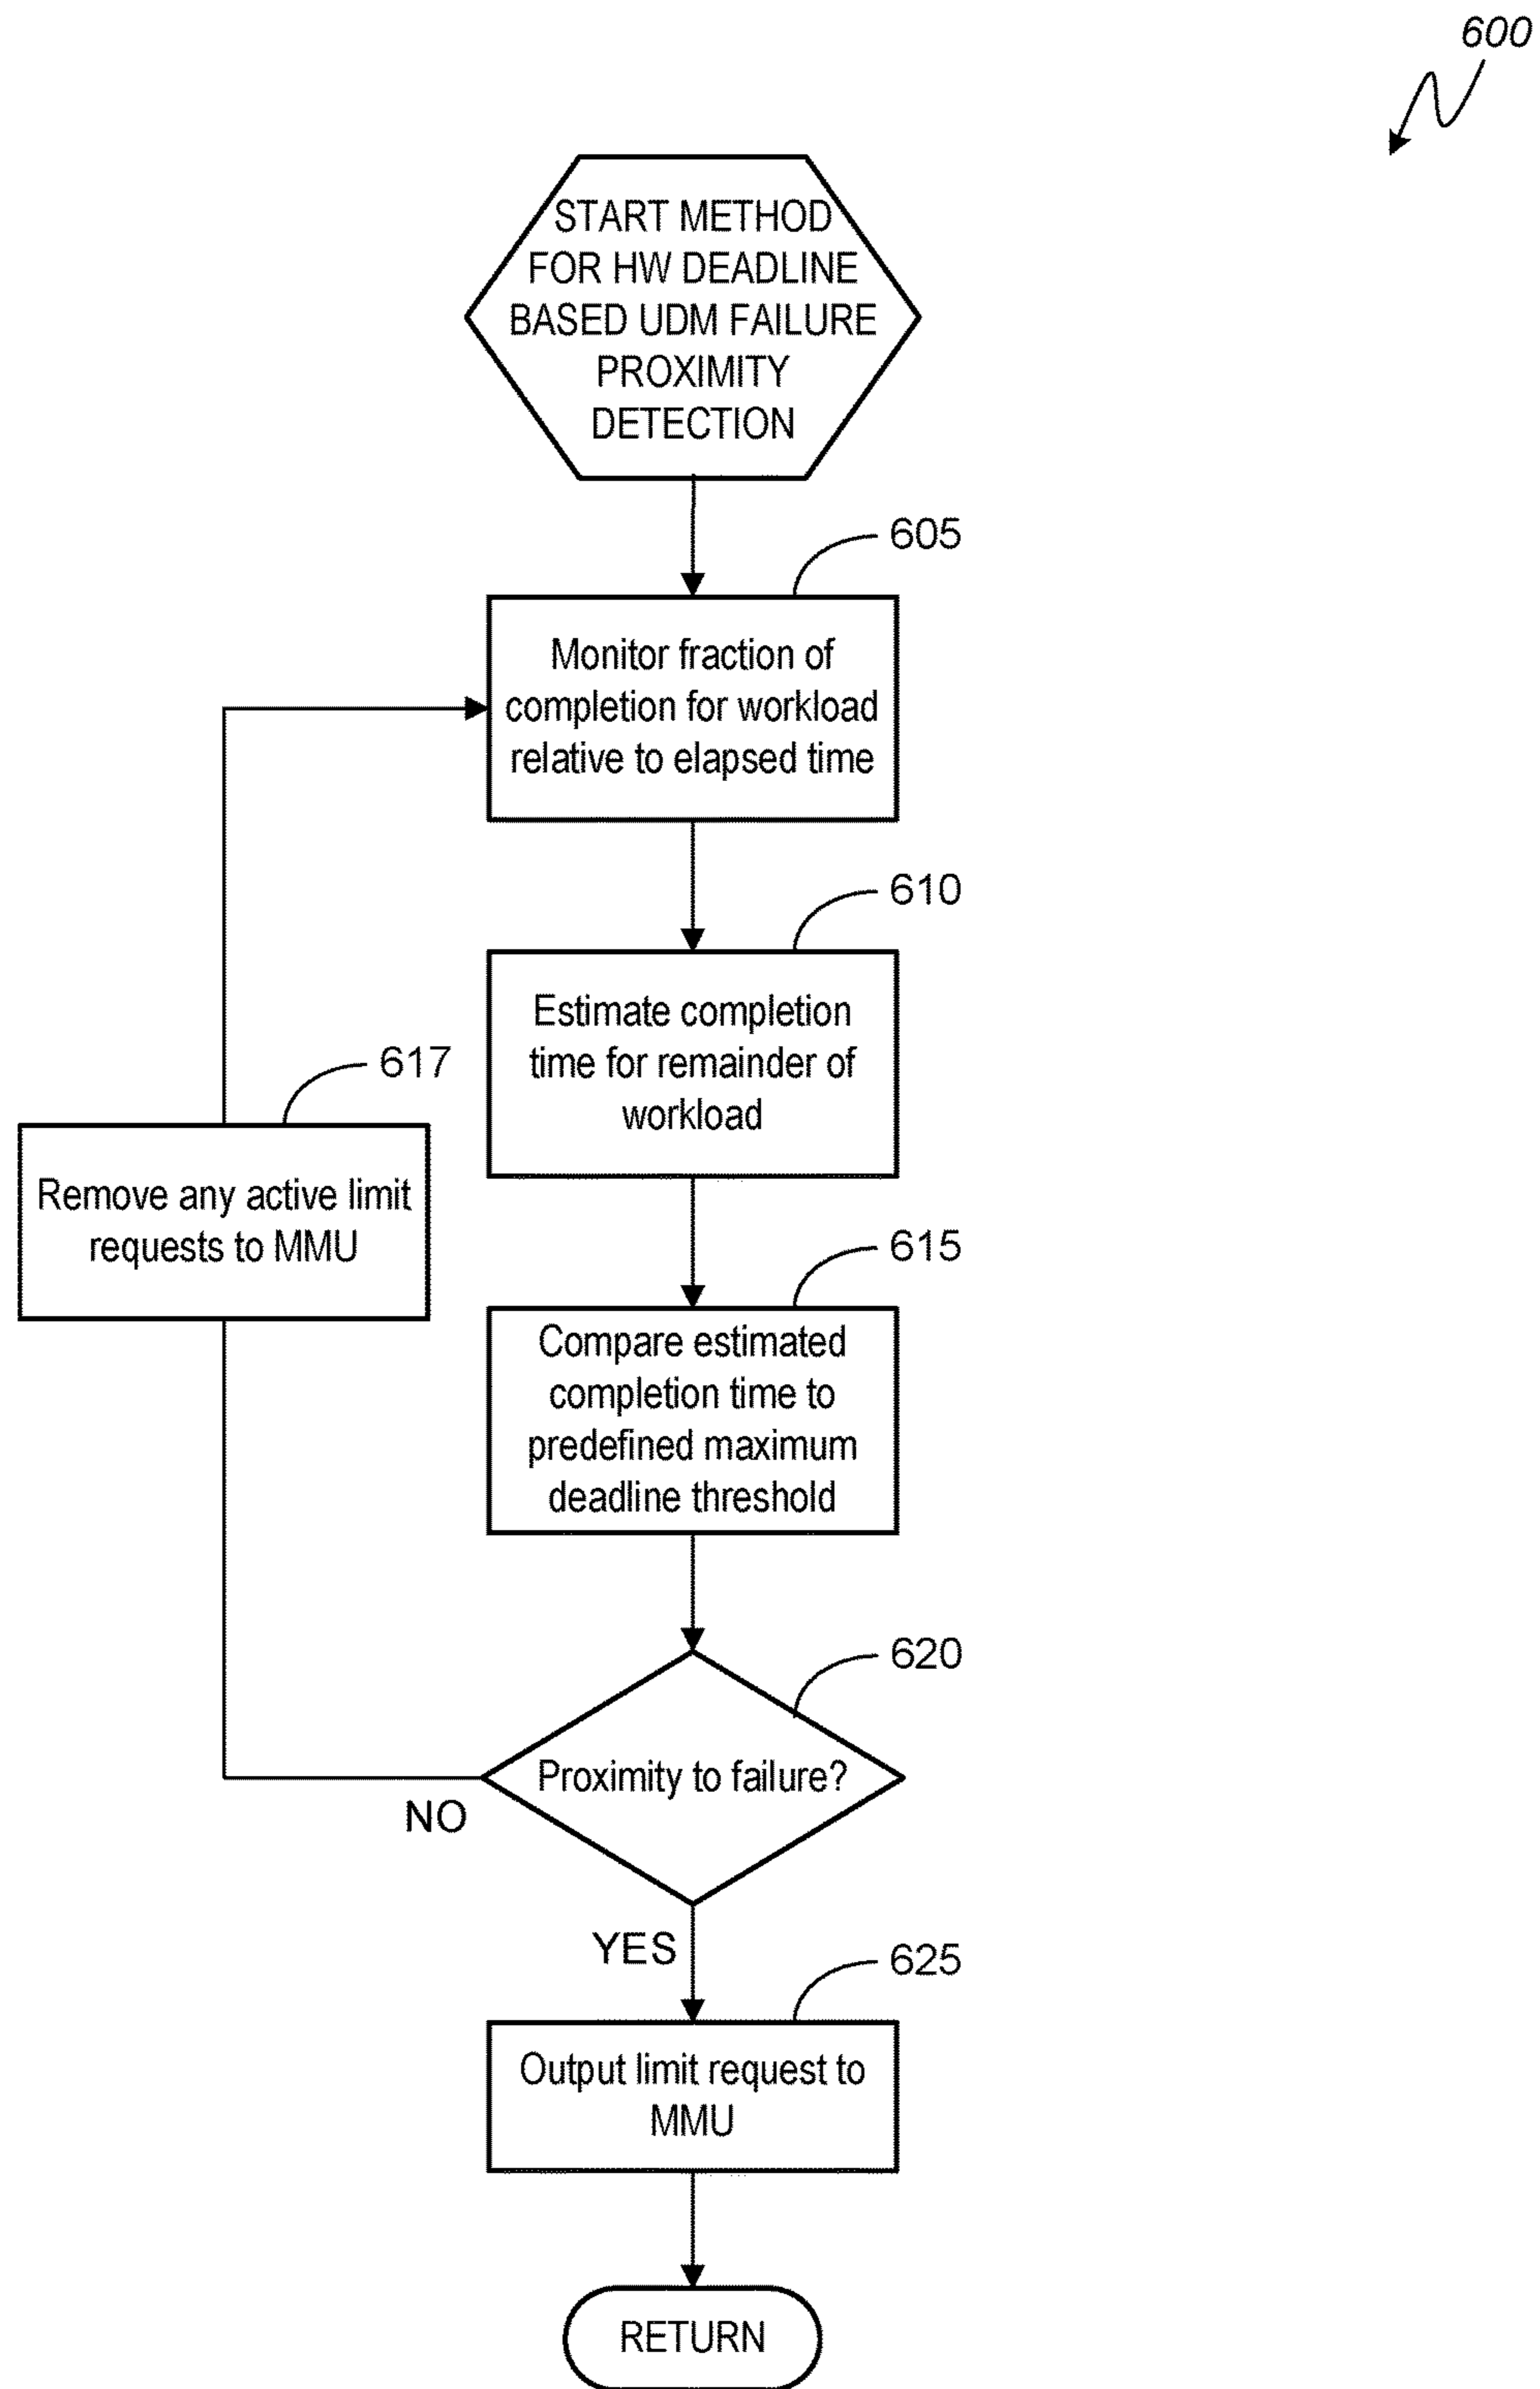 600
START METHOD
FOR HW DEADLINE
BASED UDM FAILURE
PROXIMITY
DETECTION
605
Monitor fraction of
completion for workload
relative to elapsed time
610
Estimate completion
time for remainder of
workload
617
Remove any active limit
requests to MMU
615
Compare estimated
completion time to
predefined maximum
deadline threshold
620
Proximity to failure?
NO
YES
625
Output limit request to
MMU
RETURN